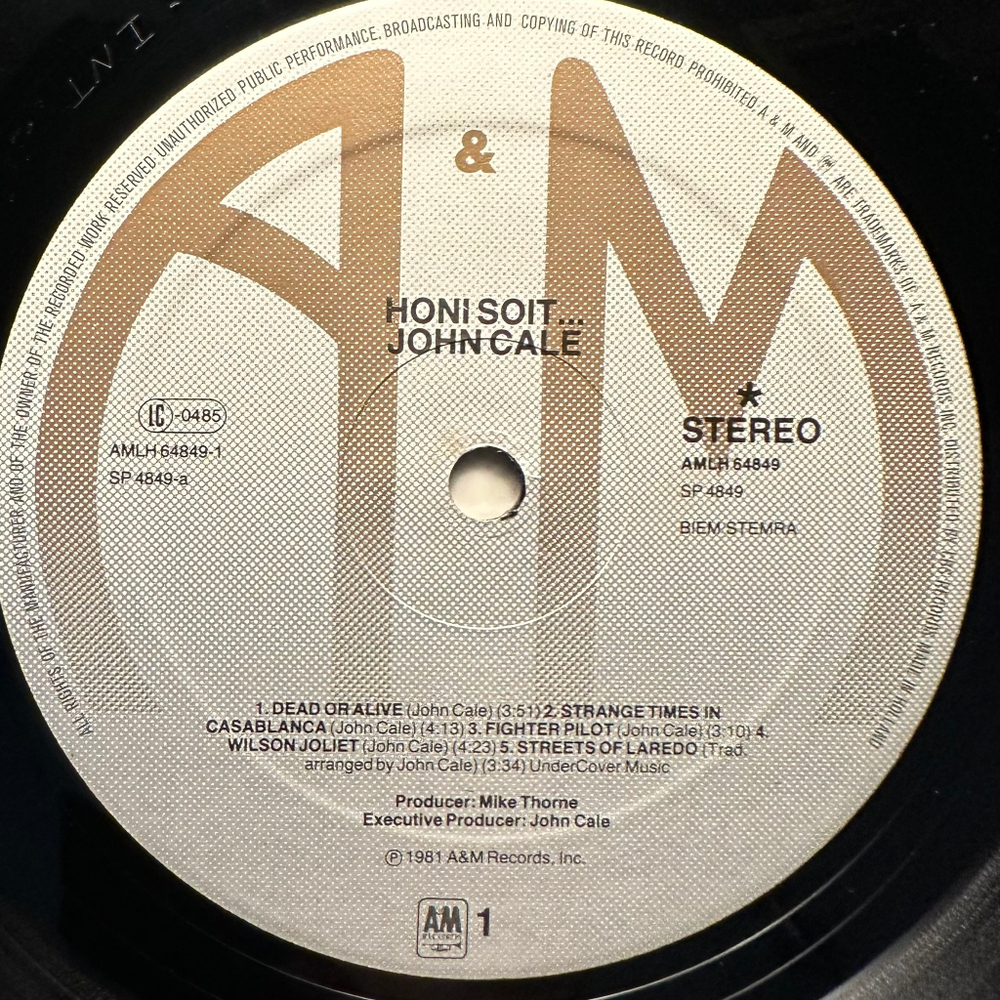 ALL RIGHTS OF THE MANUFACTURER AND OF THE OWNER OF THE RECORDED WORK RESERVED UNAUTHORIZED PUBLIC PERFORMANCE, BROADCASTING AND COPYING OF THIS RECORD PROHIBITED. A & M AND ARE TRADEMARKS OF A & M RECORDS INC. DISTRIBUTED BY RECORDS MADE IN HOLLAND
A & M
HONI SOIT...
JOHN CALE
LC-0485
AMLH 64849-1
SP 4849-a
*
STEREO
AMLH 64849
SP 4849
BIEM STEMRA
1. DEAD OR ALIVE (John Cale) (3:51) 2. STRANGE TIMES IN
CASABLANCA (John Cale) (4:13) 3. FIGHTER PILOT (John Cale) (3:10) 4.
WILSON JOLIET (John Cale) (4.23) 5. STREETS OF LAREDO (Trad.
arranged by John Cale) (3:34) UnderCover Music
Producer: Mike Thorne
Executive Producer: John Cale
℗ 1981 A&M Records, Inc.
AM
RECORDS
1